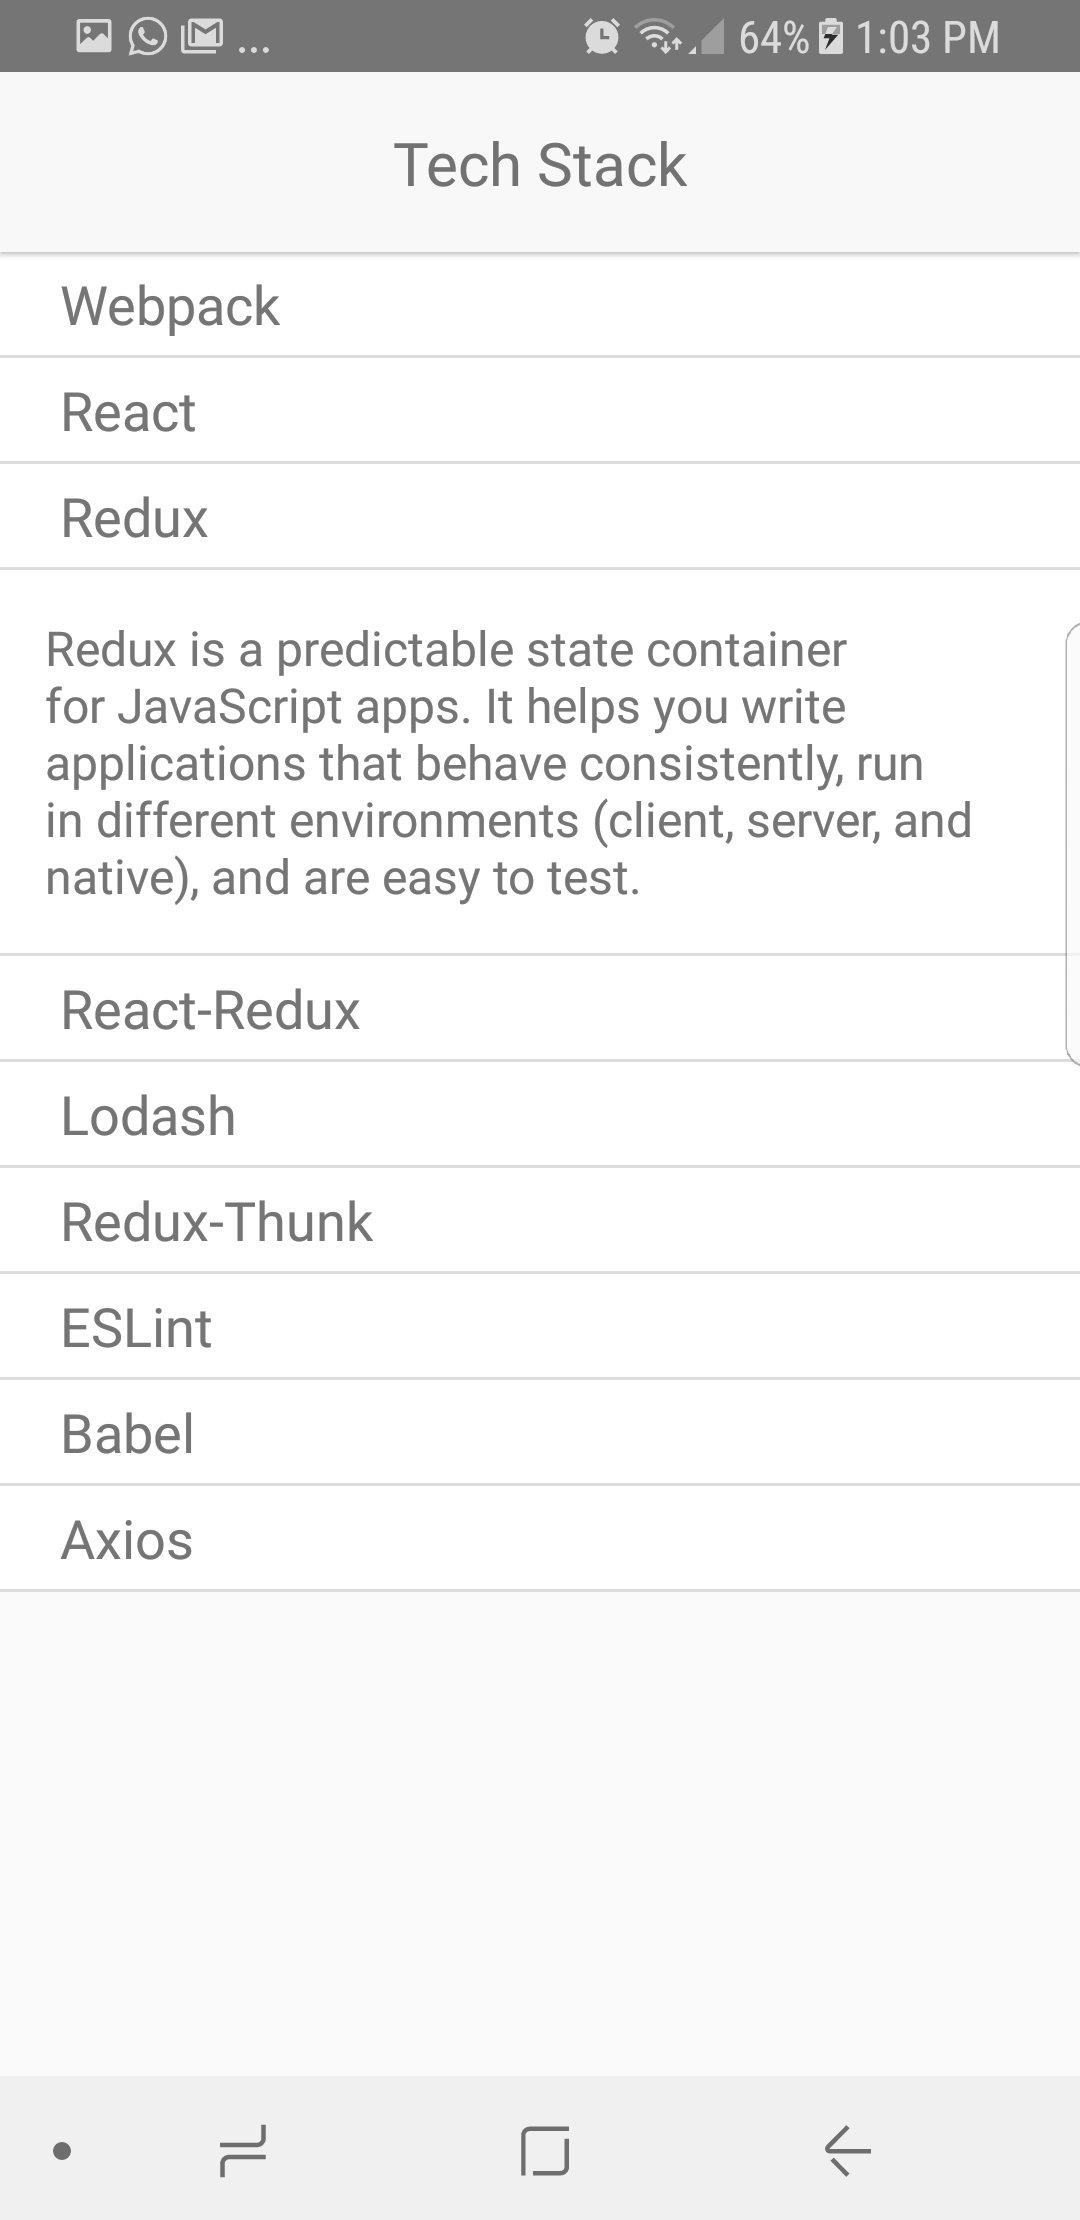 ... 64% 1:03 PM
Tech Stack
Webpack
React
Redux
Redux is a predictable state container
for JavaScript apps. It helps you write
applications that behave consistently, run
in different environments (client, server, and
native), and are easy to test.
React-Redux
Lodash
Redux-Thunk
ESLint
Babel
Axios